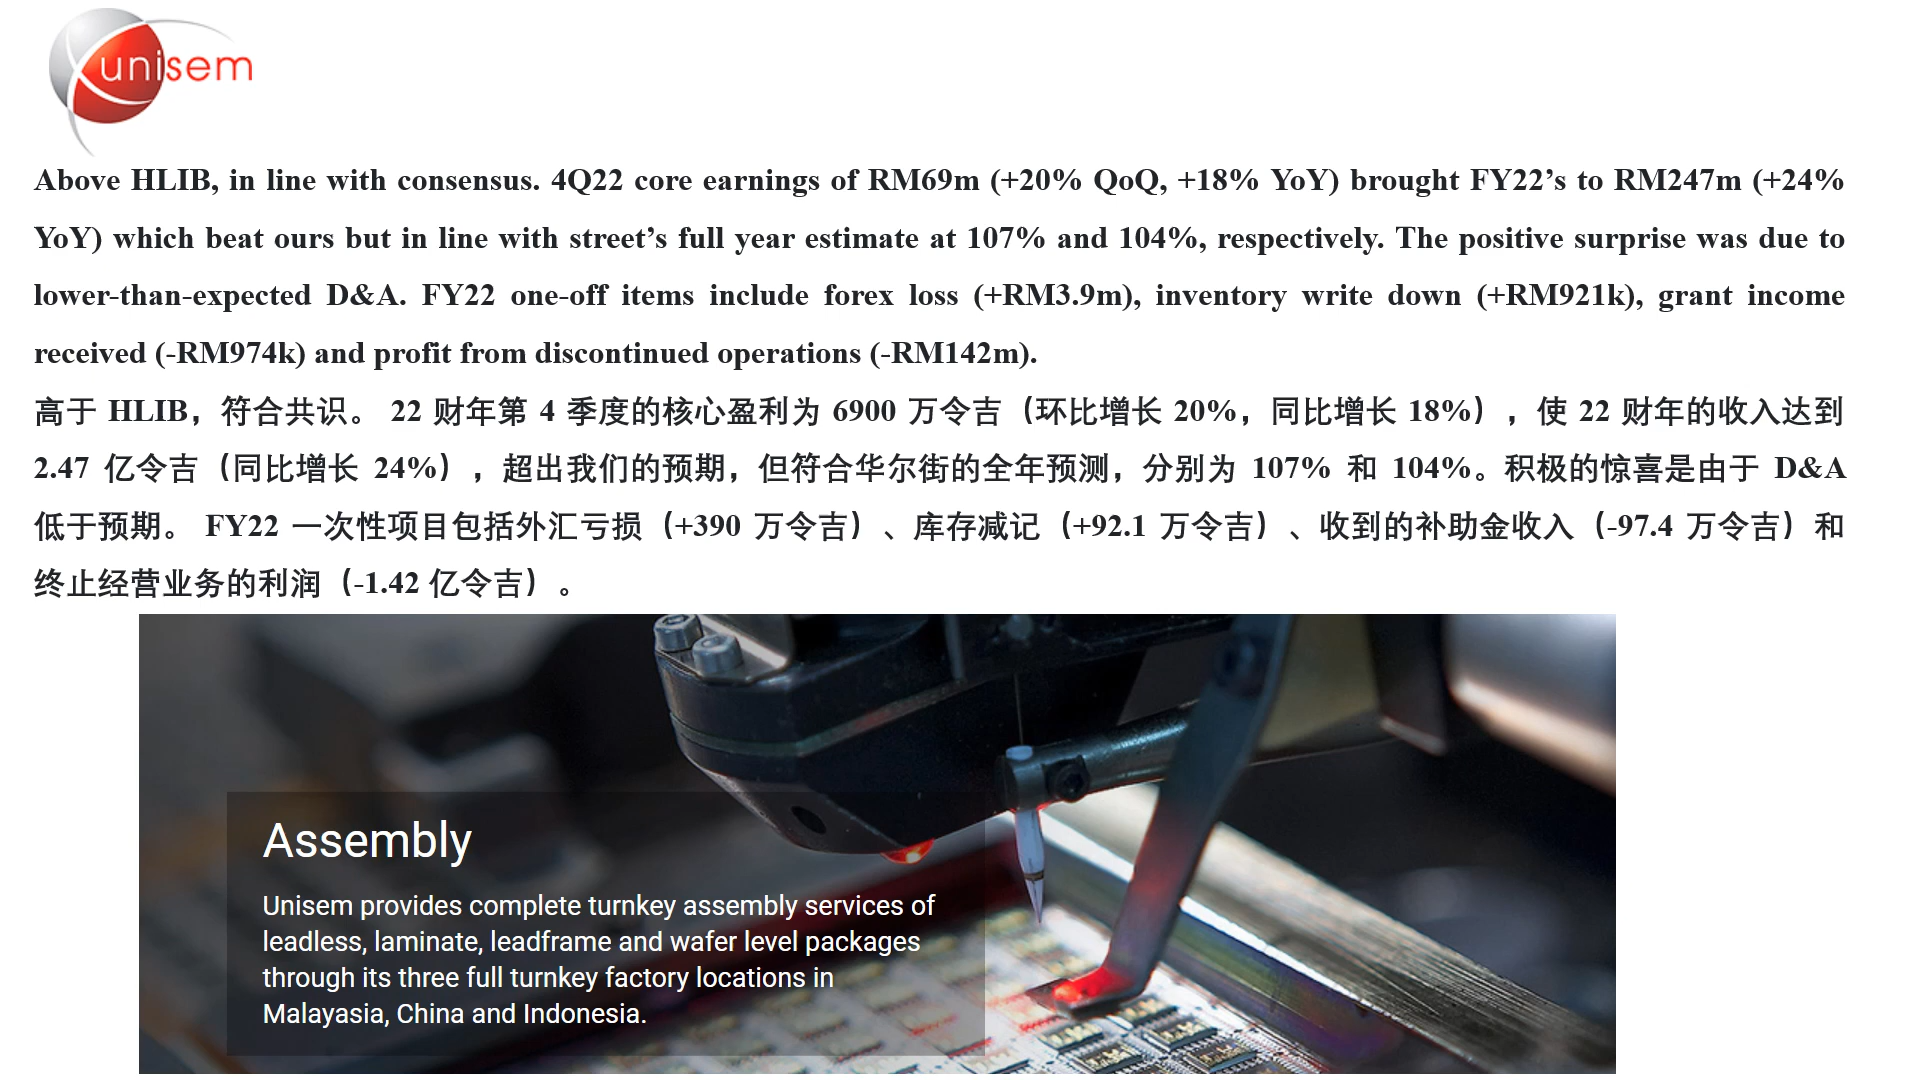 unisem
Above HLIB, in line with consensus. 4Q22 core earnings of RM69m (+20% QoQ, +18% YoY) brought FY22’s to RM247m (+24%
YoY) which beat ours but in line with street’s full year estimate at 107% and 104%, respectively. The positive surprise was due to
lower-than-expected D&A. FY22 one-off items include forex loss (+RM3.9m), inventory write down (+RM921k), grant income
received (-RM974k) and profit from discontinued operations (-RM142m).
高于 HLIB，符合共识。 22 财年第 4 季度的核心盈利为 6900 万令吉（环比增长 20%，同比增长 18%），使 22 财年的收入达到
2.47 亿令吉（同比增长 24%），超出我们的预期，但符合华尔街的全年预测，分别为 107% 和 104%。积极的惊喜是由于 D&A
低于预期。 FY22 一次性项目包括外汇亏损（+390 万令吉）、库存减记（+92.1 万令吉）、收到的补助金收入（-97.4 万令吉）和
终止经营业务的利润（-1.42 亿令吉）。
Assembly
Unisem provides complete turnkey assembly services of
leadless, laminate, leadframe and wafer level packages
through its three full turnkey factory locations in
Malayasia, China and Indonesia.